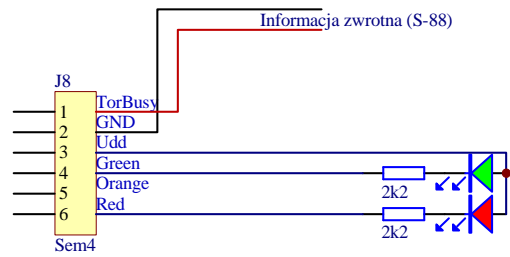 Informacja zwrotna (S-88)
J8
1 TorBusy
2 GND
3 Udd
4 Green
5 Orange
6 Red
2k2
2k2
Sem4